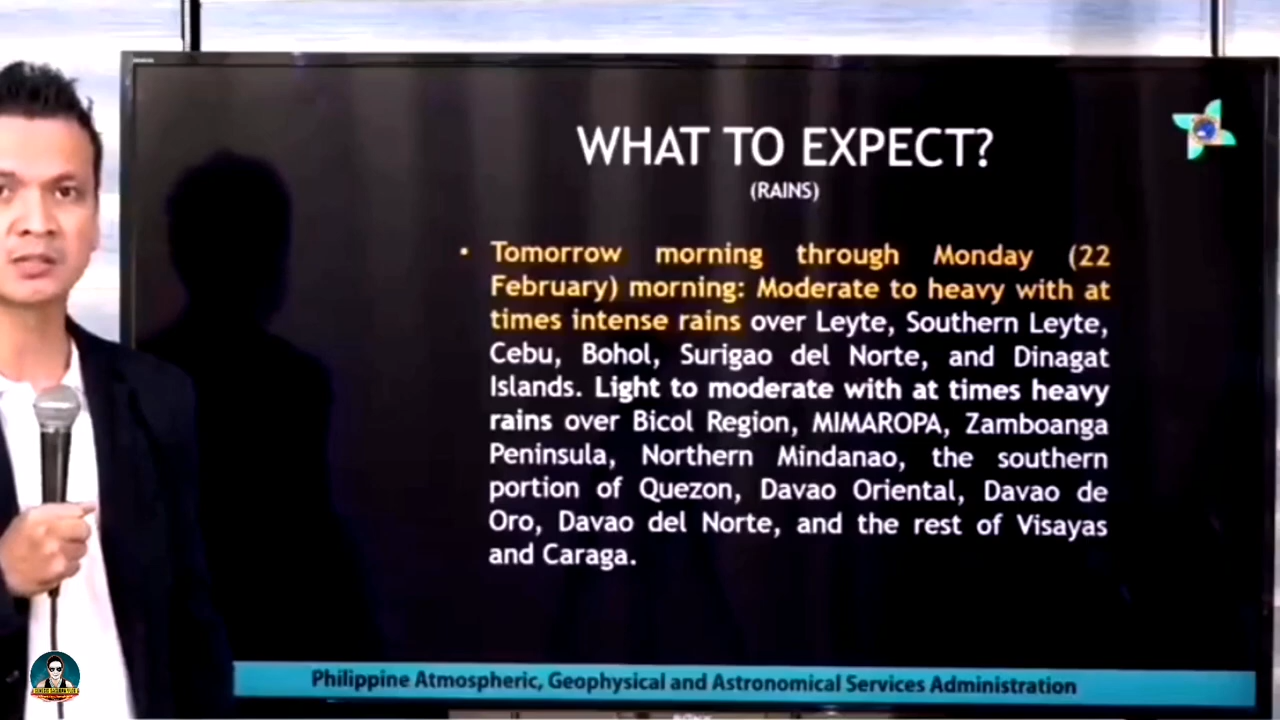 WHAT TO EXPECT?
(RAINS)
• Tomorrow morning through Monday (22
February) morning: Moderate to heavy with at
times intense rains over Leyte, Southern Leyte,
Cebu, Bohol, Surigao del Norte, and Dinagat
Islands. Light to moderate with at times heavy
rains over Bicol Region, MIMAROPA, Zamboanga
Peninsula, Northern Mindanao, the southern
portion of Quezon, Davao Oriental, Davao de
Oro, Davao del Norte, and the rest of Visayas
and Caraga.
Philippine Atmospheric, Geophysical and Astronomical Services Administration